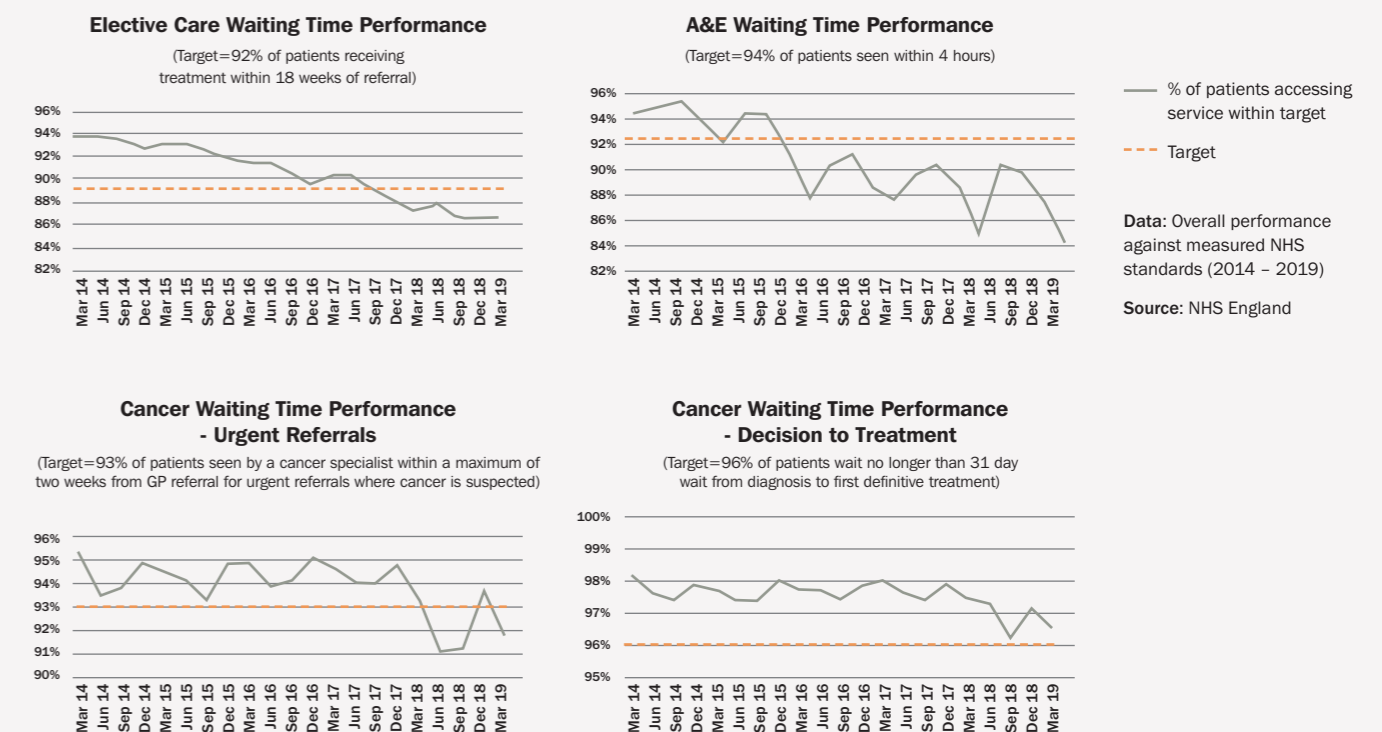 Elective Care Waiting Time Performance
(Target=92% of patients receiving
treatment within 18 weeks of referral)
96%
94%
92%
90%
88%
86%
84%
82%
Mar 14
Jun 14
Sep 14
Dec 14
Mar 15
Jun 15
Sep 15
Dec 15
Mar 16
Jun 16
Sep 16
Dec 16
Mar 17
Jun 17
Sep 17
Dec 17
Mar 18
Jun 18
Sep 18
Dec 18
Mar 19
A&E Waiting Time Performance
(Target=94% of patients seen within 4 hours)
96%
94%
92%
90%
88%
86%
84%
82%
Mar 14
Jun 14
Sep 14
Dec 14
Mar 15
Jun 15
Sep 15
Dec 15
Mar 16
Jun 16
Sep 16
Dec 16
Mar 17
Jun 17
Sep 17
Dec 17
Mar 18
Jun 18
Sep 18
Dec 18
Mar 19
% of patients accessing
service within target
Target
Data: Overall performance
against measured NHS
standards (2014 – 2019)
Source: NHS England
Cancer Waiting Time Performance
- Urgent Referrals
(Target=93% of patients seen by a cancer specialist within a maximum of
two weeks from GP referral for urgent referrals where cancer is suspected)
96%
95%
94%
93%
92%
91%
90%
Mar 14
Jun 14
Sep 14
Dec 14
Mar 15
Jun 15
Sep 15
Dec 15
Mar 16
Jun 16
Sep 16
Dec 16
Mar 17
Jun 17
Sep 17
Dec 17
Mar 18
Jun 18
Sep 18
Dec 18
Mar 19
Cancer Waiting Time Performance
- Decision to Treatment
(Target=96% of patients wait no longer than 31 day
wait from diagnosis to first definitive treatment)
100%
99%
98%
97%
96%
95%
Mar 14
Jun 14
Sep 14
Dec 14
Mar 15
Jun 15
Sep 15
Dec 15
Mar 16
Jun 16
Sep 16
Dec 16
Mar 17
Jun 17
Sep 17
Dec 17
Mar 18
Jun 18
Sep 18
Dec 18
Mar 19